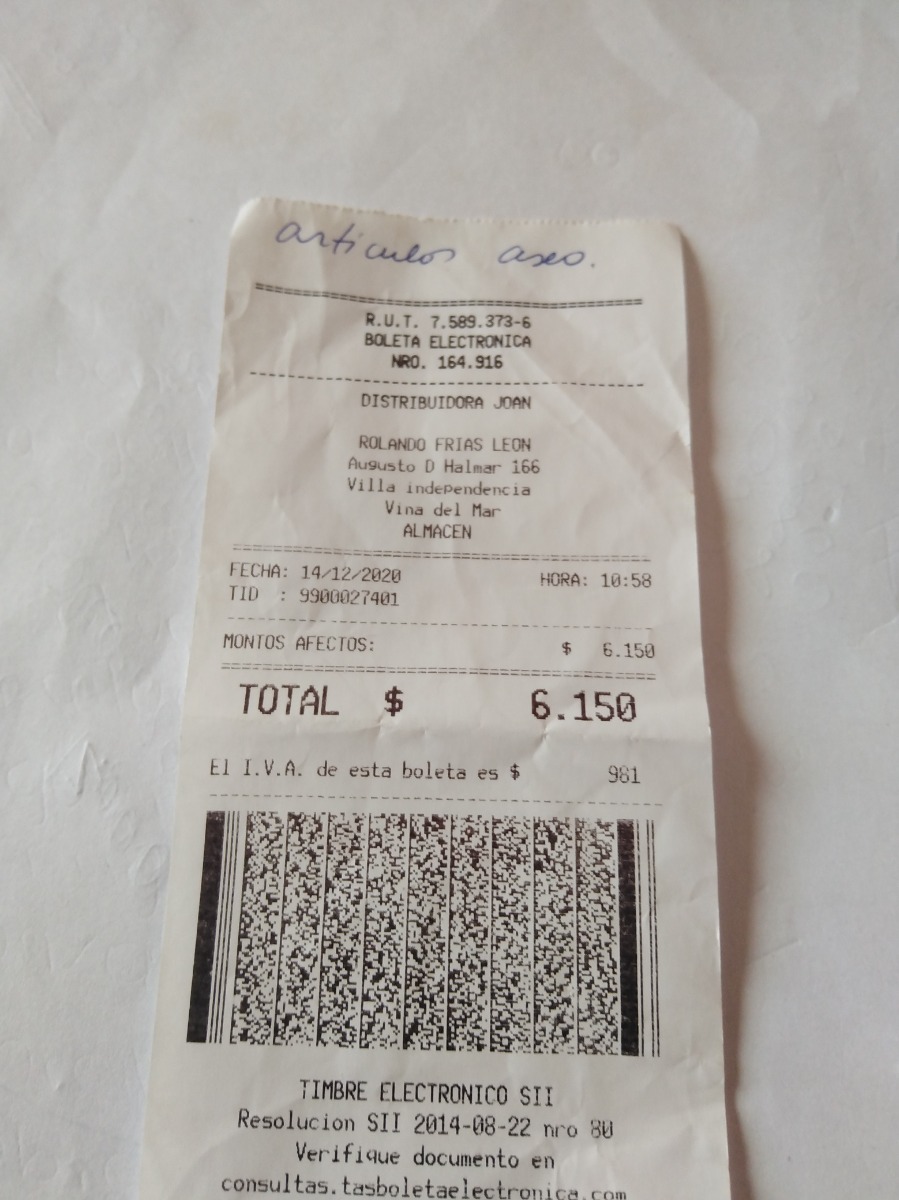 articulos aseo.
R.U.T. 7.589.373-6
BOLETA ELECTRONICA
NRO. 164.916
DISTRIBUIDORA JOAN
ROLANDO FRIAS LEON
Augusto D Halmar 166
Villa independencia
Vina del Mar
ALMACEN
FECHA: 14/12/2020 HORA: 10:58
TID : 9900027401
MONTOS AFECTOS: $ 6.150
TOTAL $ 6.150
El I.V.A. de esta boleta es $ 981
TIMBRE ELECTRONICO SII
Resolucion SII 2014-08-22 nro 80
Verifique documento en
consultas.tasboletaelectronica.com